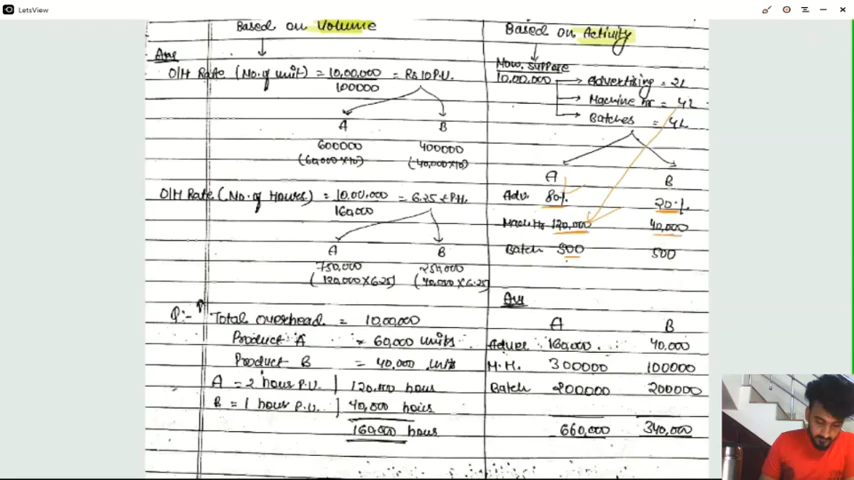 LetsView
Based on Volume
Ans
O/H Rate (No. of unit) = 10,00,000 = Rs 10 P.U.
100000
A B
600000 400000
(60,000 x 10) (40,000 x 10)
O/H Rate (No. of Hours) = 10,00,000 = 6.25 ₹ P.H.
160,000
A B
750,000 250,000
(120,000 x 6.25) (40,000 x 6.25)
Q:- Total overhead = 10,00,000
Product A = 60,000 units
Product B = 40,000 units
A = 2 hour P.U. | 120,000 hour
B = 1 hour P.U. | 40,000 hours
160,000 hours
Based on Activity
Now, suppose
10,00,000 → Advertising = 2L
→ Machine hr = 4L
→ Batches = 4L
A B
Adv. 80% 20%
Mach. Hr 120,000 40,000
Batch 500 500
Ans
A B
Adver. 160,000 40,000
M.H. 300000 100000
Batch 200000 200000
660,000 340,000